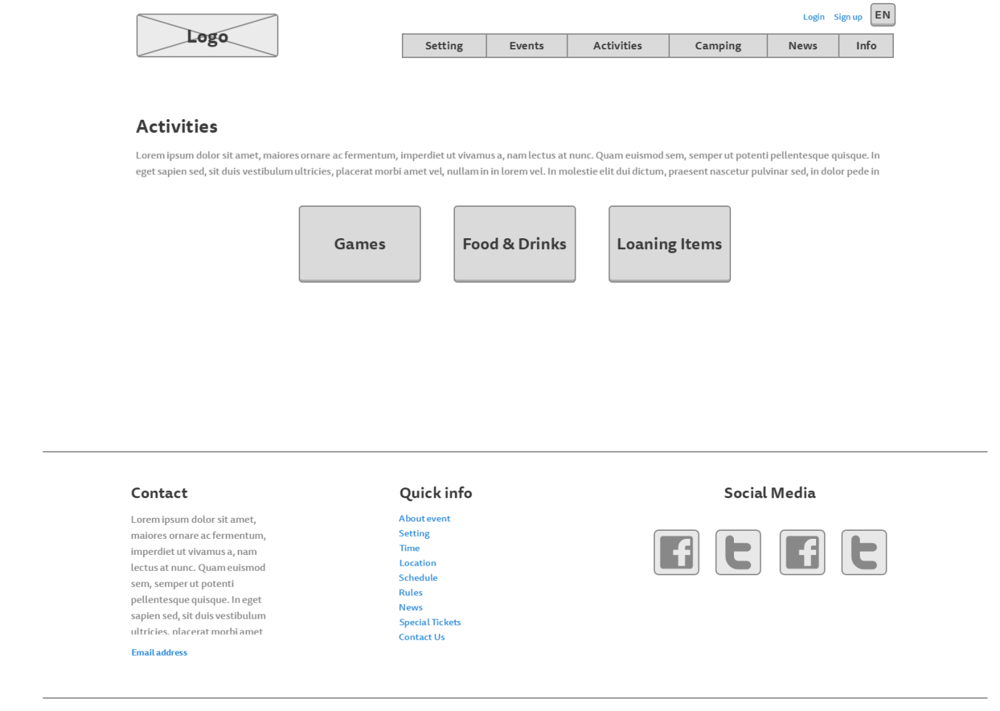 Logo
Login Sign up EN
Setting Events Activities Camping News Info
Activities
Lorem ipsum dolor sit amet, maiores ornare ac fermentum, imperdiet ut vivamus a, nam lectus at nunc. Quam euismod sem, semper ut potenti pellentesque quisque. In
eget sapien sed, sit duis vestibulum ultricies, placerat morbi amet vel, nullam in in lorem vel. In molestie elit dui dictum, praesent nascetur pulvinar sed, in dolor pede in
Games Food & Drinks Loaning Items
Contact
Lorem ipsum dolor sit amet,
maiores ornare ac fermentum,
imperdiet ut vivamus a, nam
lectus at nunc. Quam euismod
sem, semper ut potenti
pellentesque quisque. In eget
sapien sed, sit duis vestibulum
ultricies, placerat morbi amet
Email address
Quick info
About event
Setting
Time
Location
Schedule
Rules
News
Special Tickets
Contact Us
Social Media